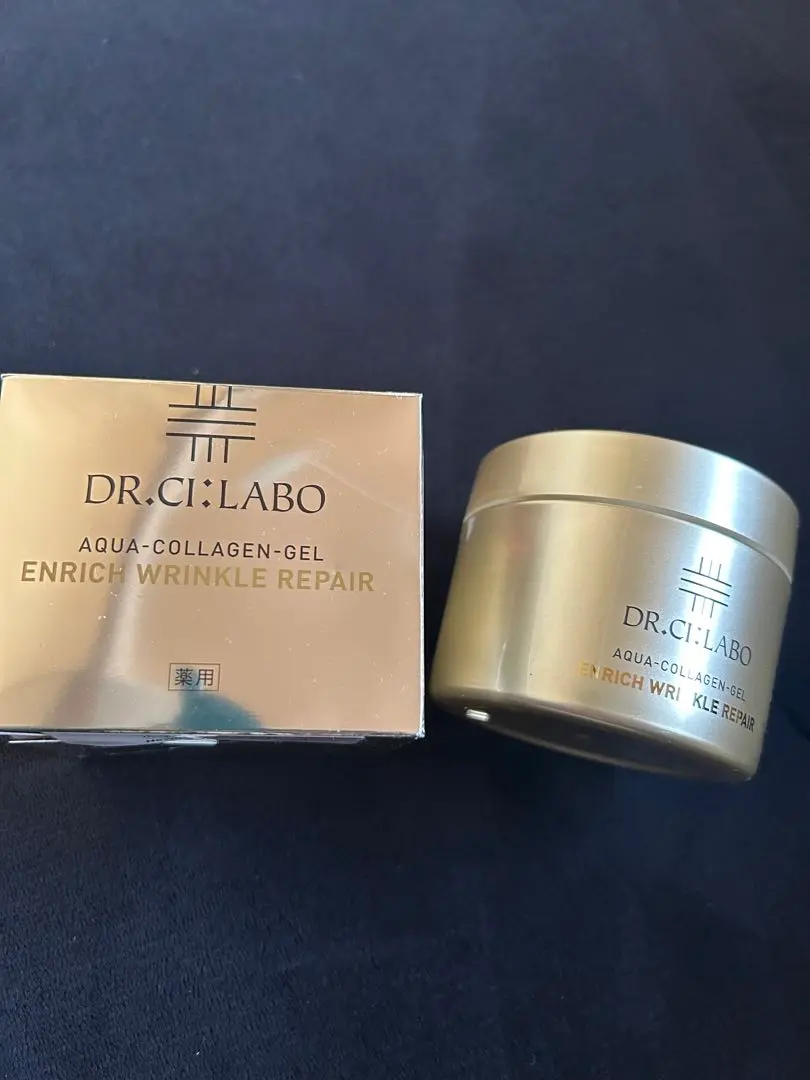 DR.CI:LABO
AQUA-COLLAGEN-GEL
ENRICH WRINKLE REPAIR
薬用
DR.CI:LABO
AQUA-COLLAGEN-GEL
ENRICH WRINKLE REPAIR